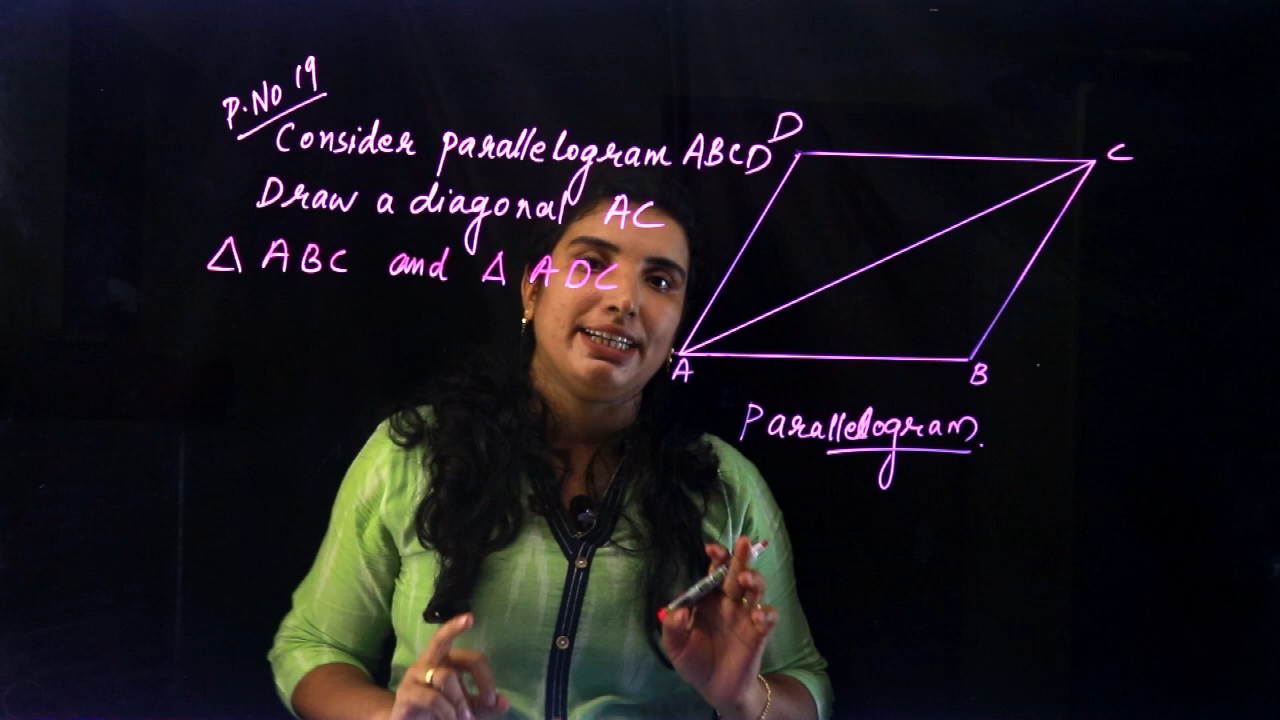 P.No 19
Consider parallelogram ABCD
Draw a diagonal AC
Δ ABC and Δ ADC
D
C
A
B
Parallelogram.